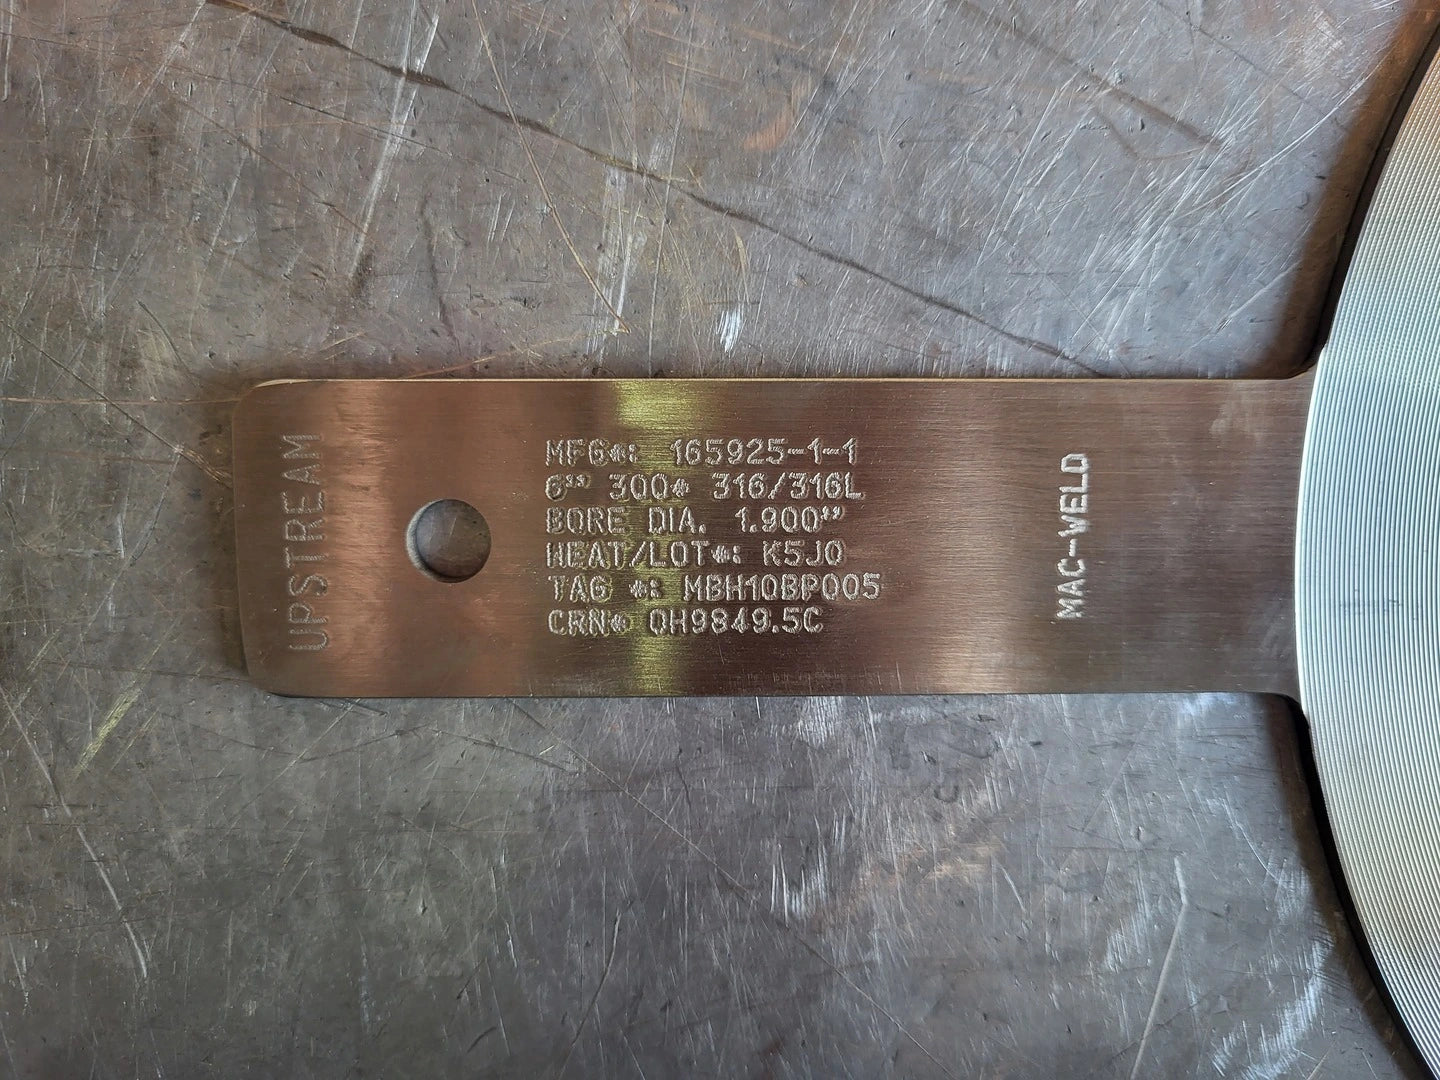 UPSTREAM
MFG#: 165925-1-1
6" 300# 316/316L
BORE DIA. 1.900"
HEAT/LOT#: K5J0
TAG #: MBH10BP005
CRN# 0H9849.5C
MAC-WELD